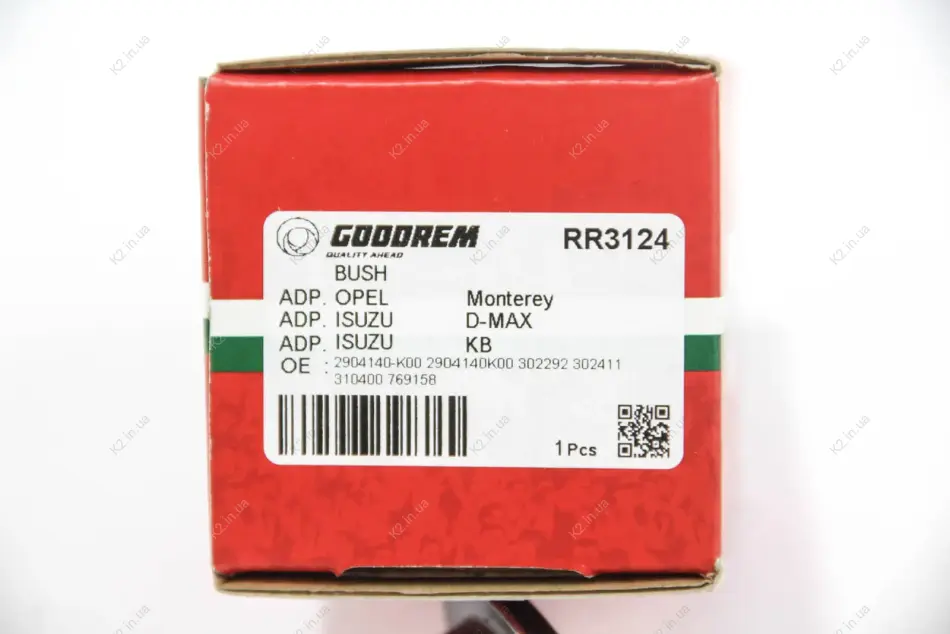 GOODREM
QUALITY AHEAD
RR3124
BUSH
ADP. OPEL Monterey
ADP. ISUZU D-MAX
ADP. ISUZU KB
OE : 2904140-K00 2904140K00 302292 302411
310400 769158
1 Pcs
K2.in.ua